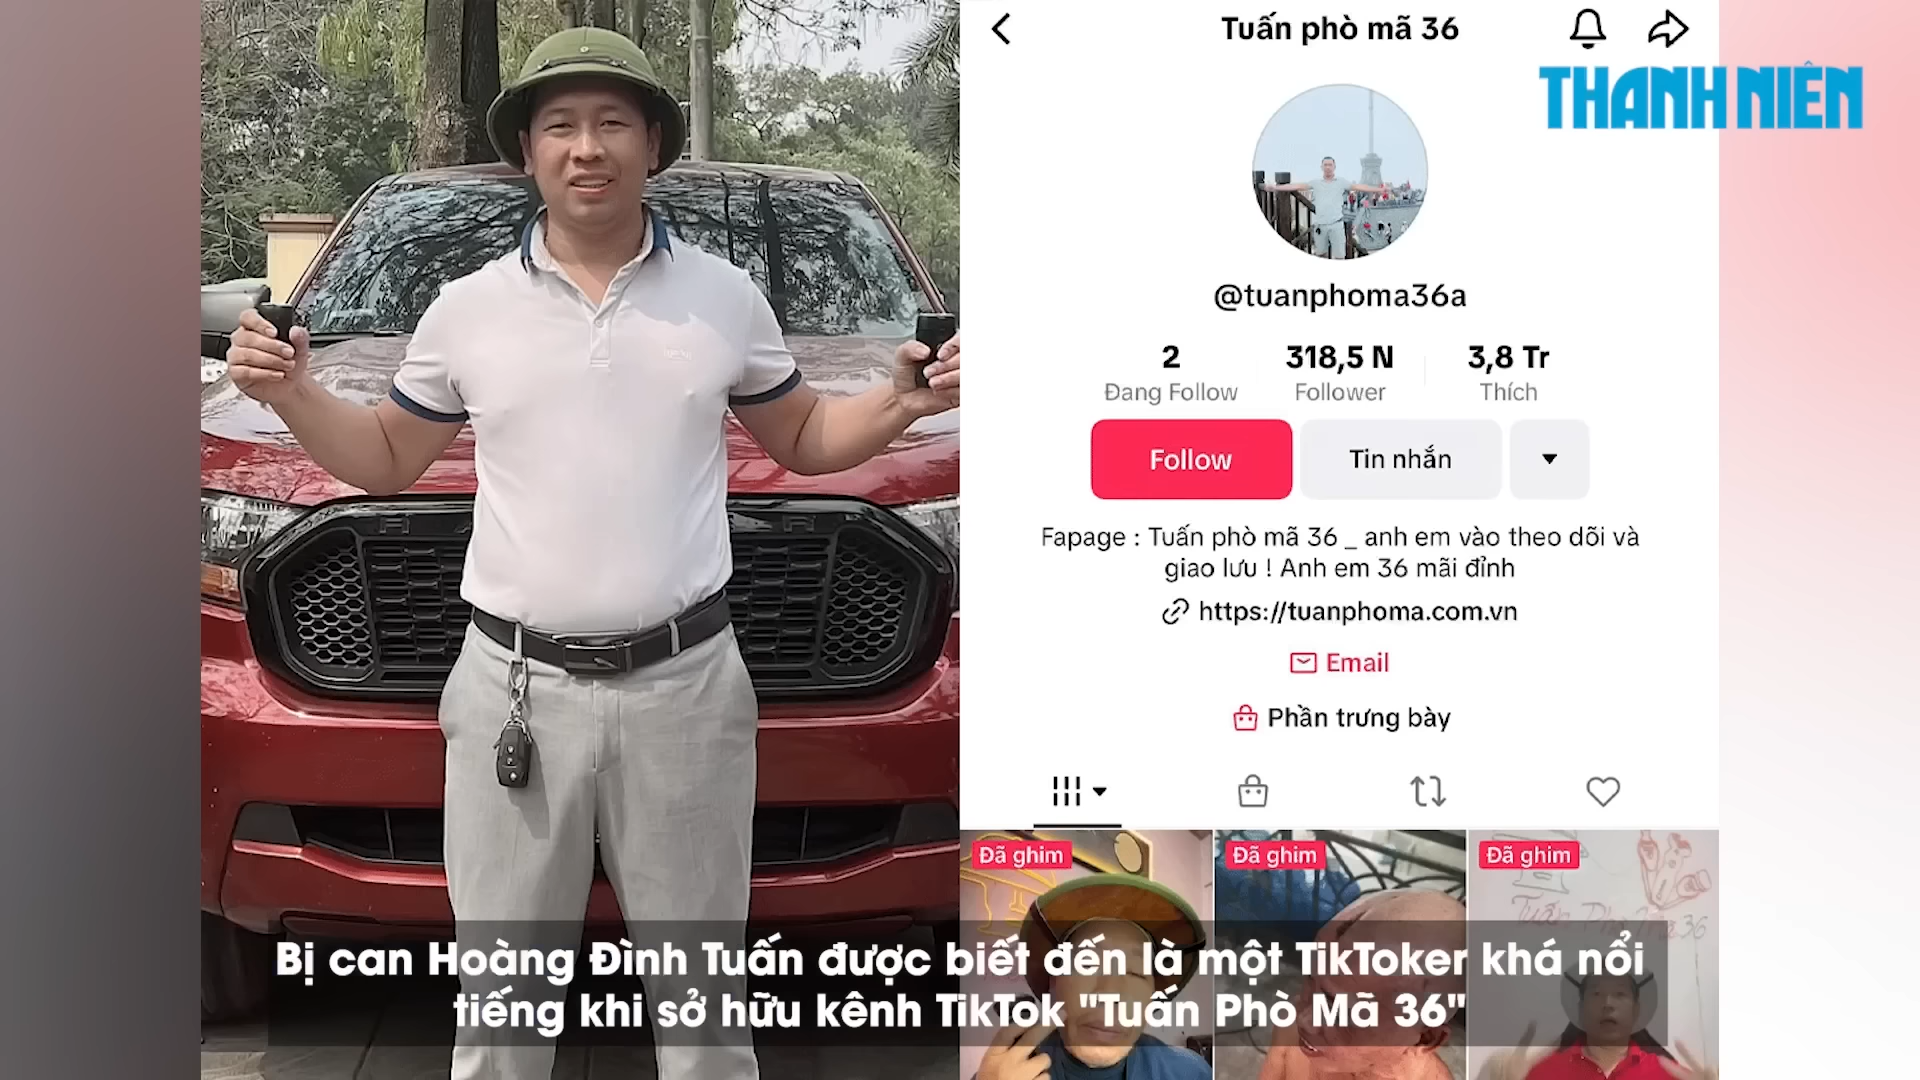 Tuấn phò mã 36
THANH NIÊN
@tuanphoma36a
2
318,5 N
3,8 Tr
Đang Follow
Follower
Thích
Follow
Tin nhắn
Fapage : Tuấn phò mã 36 _ anh em vào theo dõi và
giao lưu ! Anh em 36 mãi đỉnh
https://tuanphoma.com.vn
Email
Phần trưng bày
Đã ghim
Đã ghim
Đã ghim
Bị can Hoàng Đình Tuấn được biết đến là một TikToker khá nổi
tiếng khi sở hữu kênh TikTok "Tuấn Phò Mã 36"